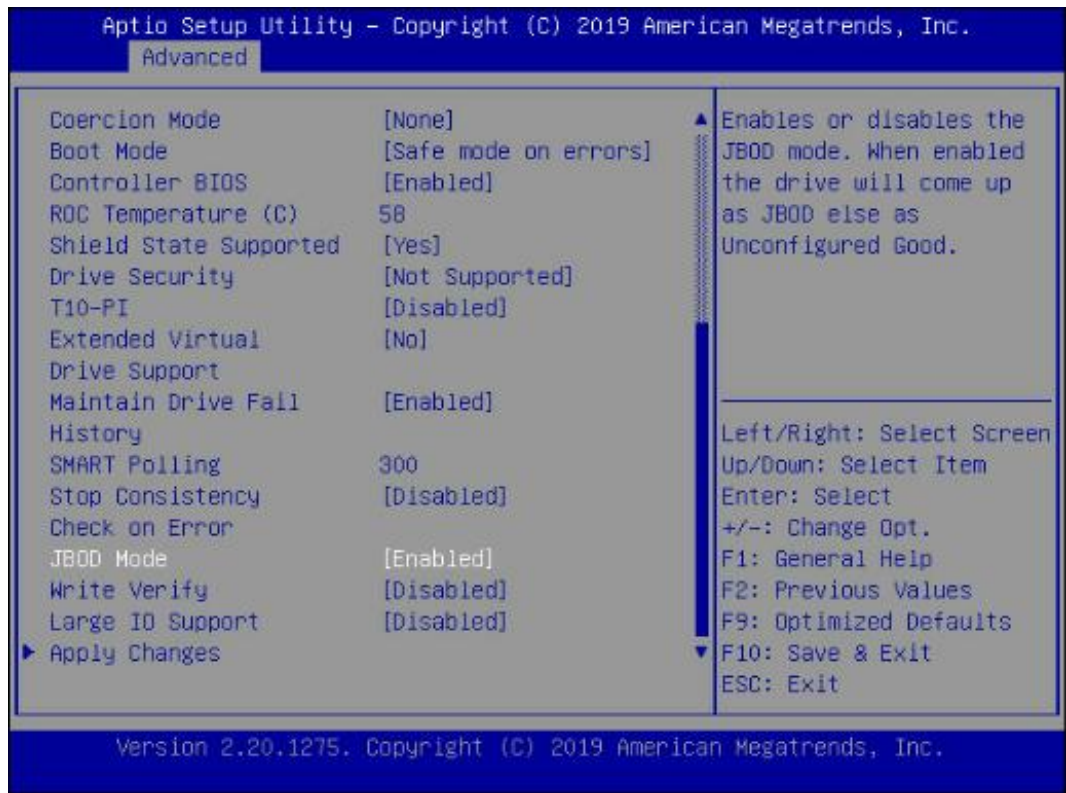 Aptio Setup Utility – Copyright (C) 2019 American Megatrends, Inc.
Advanced
Coercion Mode [None]
Boot Mode [Safe mode on errors]
Controller BIOS [Enabled]
ROC Temperature (C) 58
Shield State Supported [Yes]
Drive Security [Not Supported]
T10-PI [Disabled]
Extended Virtual [No]
Drive Support
Maintain Drive Fail [Enabled]
History
SMART Polling 300
Stop Consistency [Disabled]
Check on Error
JBOD Mode [Enabled]
Write Verify [Disabled]
Large IO Support [Disabled]
Apply Changes
Enables or disables the
JBOD mode. When enabled
the drive will come up
as JBOD else as
Unconfigured Good.
Left/Right: Select Screen
Up/Down: Select Item
Enter: Select
+/-: Change Opt.
F1: General Help
F2: Previous Values
F9: Optimized Defaults
F10: Save & Exit
ESC: Exit
Version 2.20.1275. Copyright (C) 2019 American Megatrends, Inc.